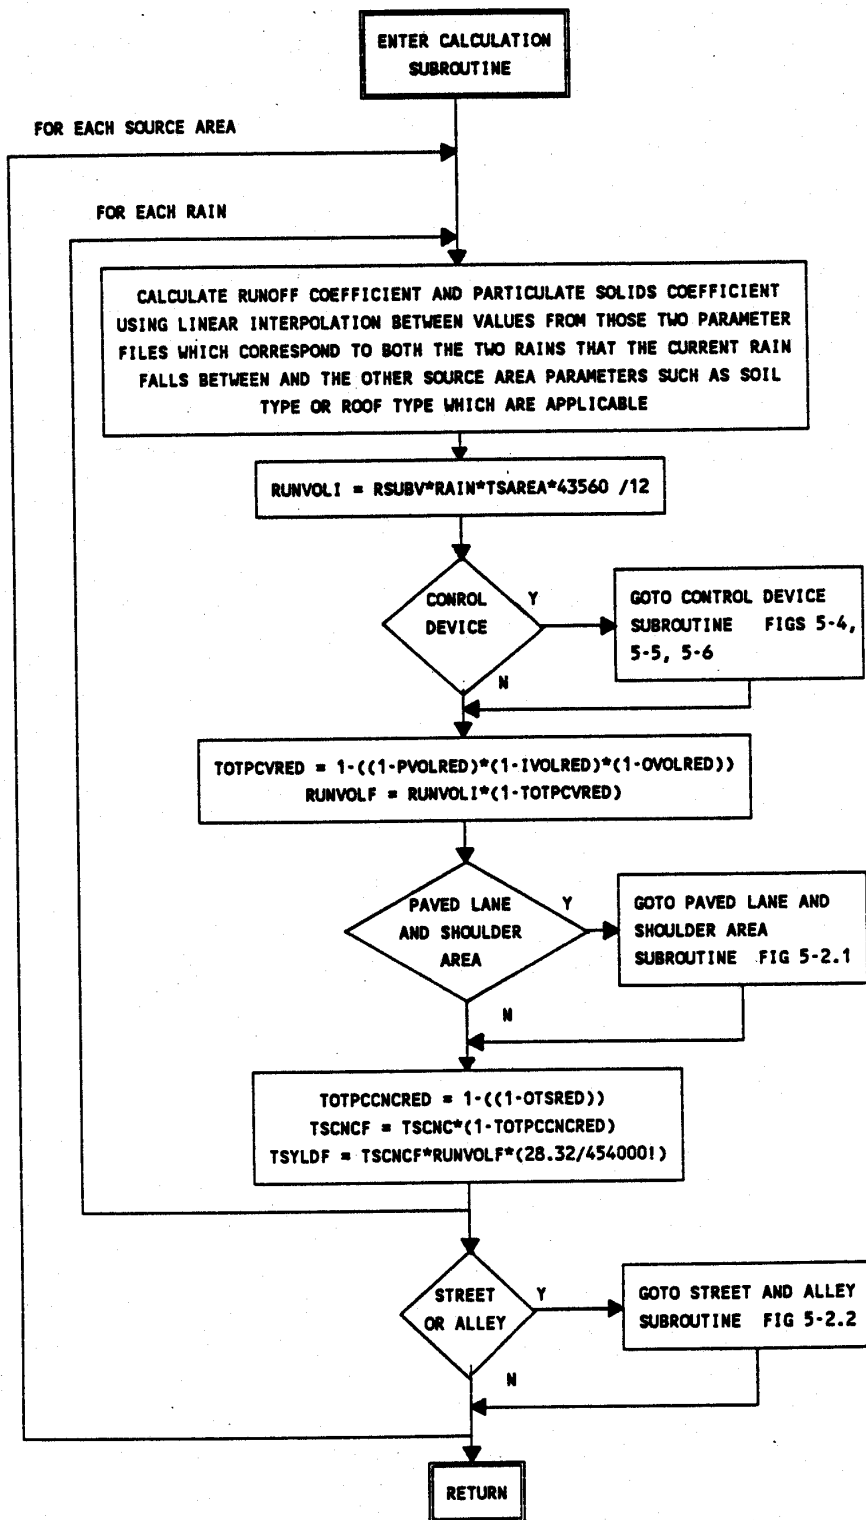 ENTER CALCULATION
SUBROUTINE
FOR EACH SOURCE AREA
FOR EACH RAIN
CALCULATE RUNOFF COEFFICIENT AND PARTICULATE SOLIDS COEFFICIENT
USING LINEAR INTERPOLATION BETWEEN VALUES FROM THOSE TWO PARAMETER
FILES WHICH CORRESPOND TO BOTH THE TWO RAINS THAT THE CURRENT RAIN
FALLS BETWEEN AND THE OTHER SOURCE AREA PARAMETERS SUCH AS SOIL
TYPE OR ROOF TYPE WHICH ARE APPLICABLE
RUNVOLI = RSUBV*RAIN*TSAREA*43560 /12
CONROL
DEVICE
Y
GOTO CONTROL DEVICE
SUBROUTINE FIGS 5-4,
5-5, 5-6
N
TOTPCVRED = 1-((1-PVOLRED)*(1-IVOLRED)*(1-OVOLRED))
RUNVOLF = RUNVOLI*(1-TOTPCVRED)
PAVED LANE
AND SHOULDER
AREA
Y
GOTO PAVED LANE AND
SHOULDER AREA
SUBROUTINE FIG 5-2.1
N
TOTPCCNCRED = 1-((1-OTSRED))
TSCNCF = TSCNC*(1-TOTPCCNCRED)
TSYLDF = TSCNCF*RUNVOLF*(28.32/454000!)
STREET
OR ALLEY
Y
GOTO STREET AND ALLEY
SUBROUTINE FIG 5-2.2
N
RETURN